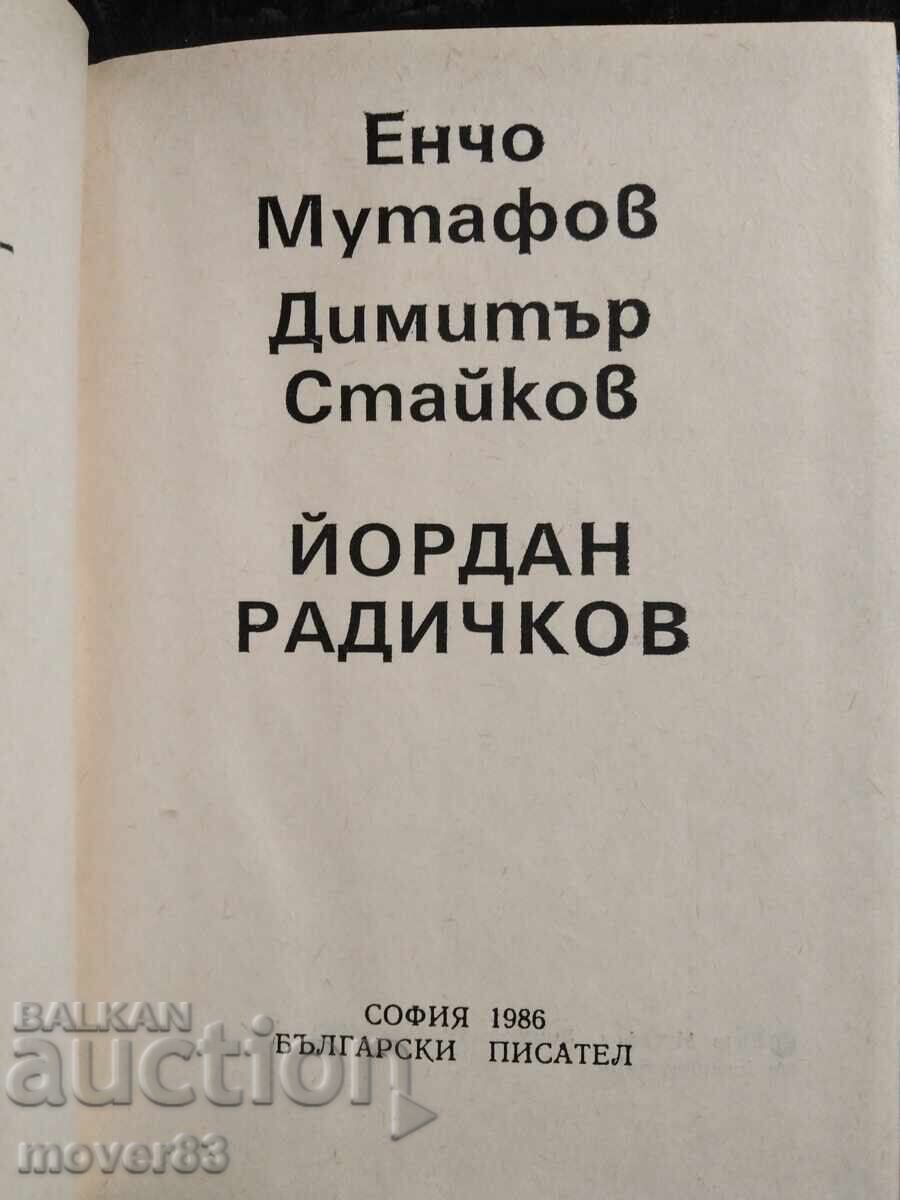 Енчо
Мутафов
Димитър
Стайков
ЙОРДАН
РАДИЧКОВ
СОФИЯ 1986
БЪЛГАРСКИ ПИСАТЕЛ
BALKAN
auction
mover83